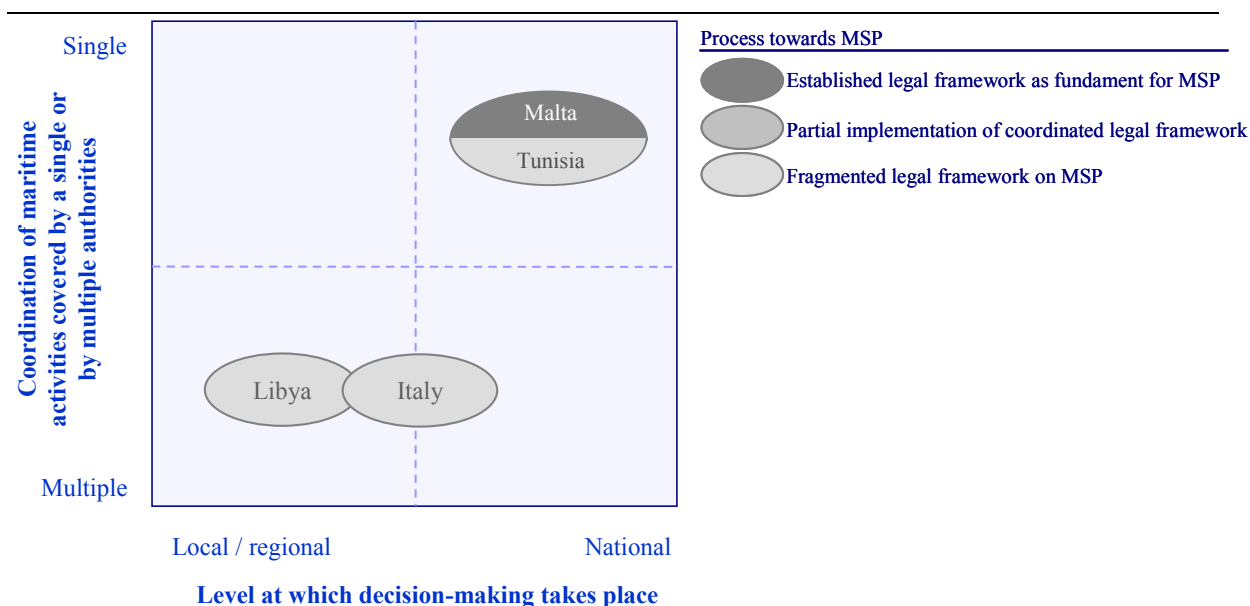 Single
Process towards MSP
Established legal framework as fundament for MSP
Partial implementation of coordinated legal framework
Fragmented legal framework on MSP
Coordination of maritime
activities covered by a single or
by multiple authorities
Malta
Tunisia
Libya
Italy
Multiple
Local / regional
National
Level at which decision-making takes place